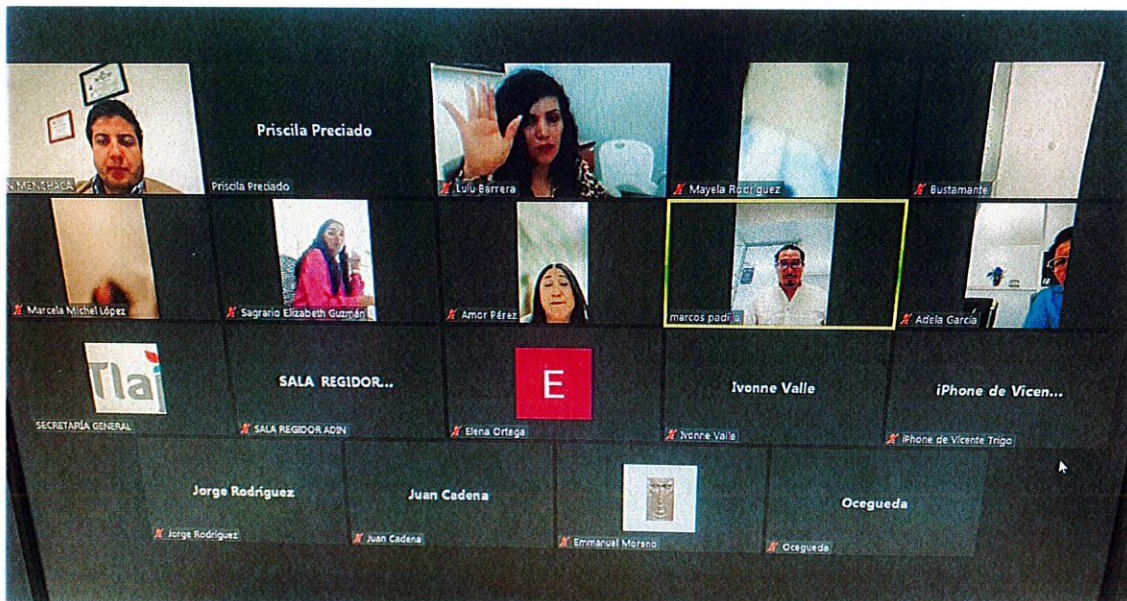 N MENCHACA
Priscila Preciado
Priscila Preciado
Lulu Barrera
Mayela Rodríguez
Bustamante
Marcela Michel López
Sagrario Elizabeth Guzmán
Amor Pérez
marcos padilla
Adela García
Tlaj
SECRETARÍA GENERAL
SALA REGIDOR...
SALA REGIDOR ADIN
E
Elena Ortega
Ivonne Valle
Ivonne Valle
iPhone de Vicen...
iPhone de Vicente Trigo
Jorge Rodríguez
Jorge Rodríguez
Juan Cadena
Juan Cadena
Emmanuel Moreno
Ocegueda
Ocegueda